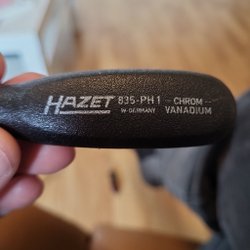 HAZET 835-PH1 - CHROM -
W.GERMANY VANADIUM